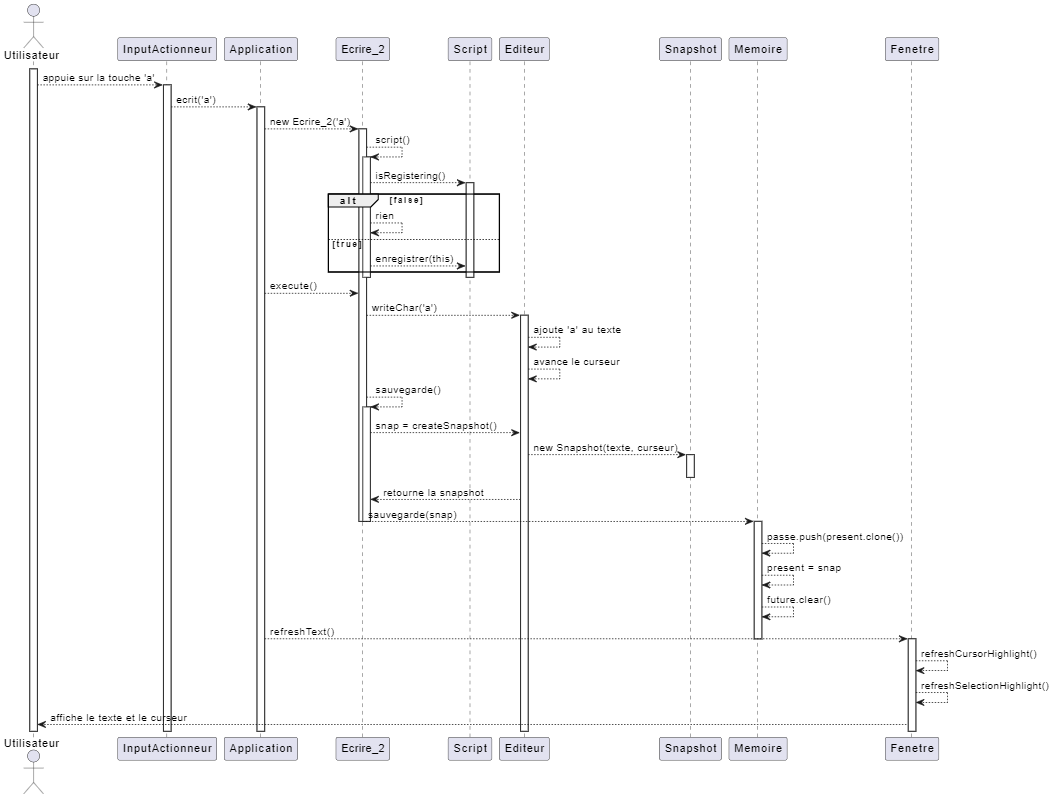 Utilisateur
InputActionneur
Application
Ecrire_2
Script
Editeur
Snapshot
Memoire
Fenetre
appuie sur la touche 'a'
ecrit('a')
new Ecrire_2('a')
script()
isRegistering()
alt [false]
rien
[true]
enregistrer(this)
execute()
writeChar('a')
ajoute 'a' au texte
avance le curseur
sauvegarde()
snap = createSnapshot()
new Snapshot(texte, curseur)
retourne la snapshot
sauvegarde(snap)
passe.push(present.clone())
present = snap
future.clear()
refreshText()
refreshCursorHighlight()
refreshSelectionHighlight()
affiche le texte et le curseur
Utilisateur
InputActionneur
Application
Ecrire_2
Script
Editeur
Snapshot
Memoire
Fenetre